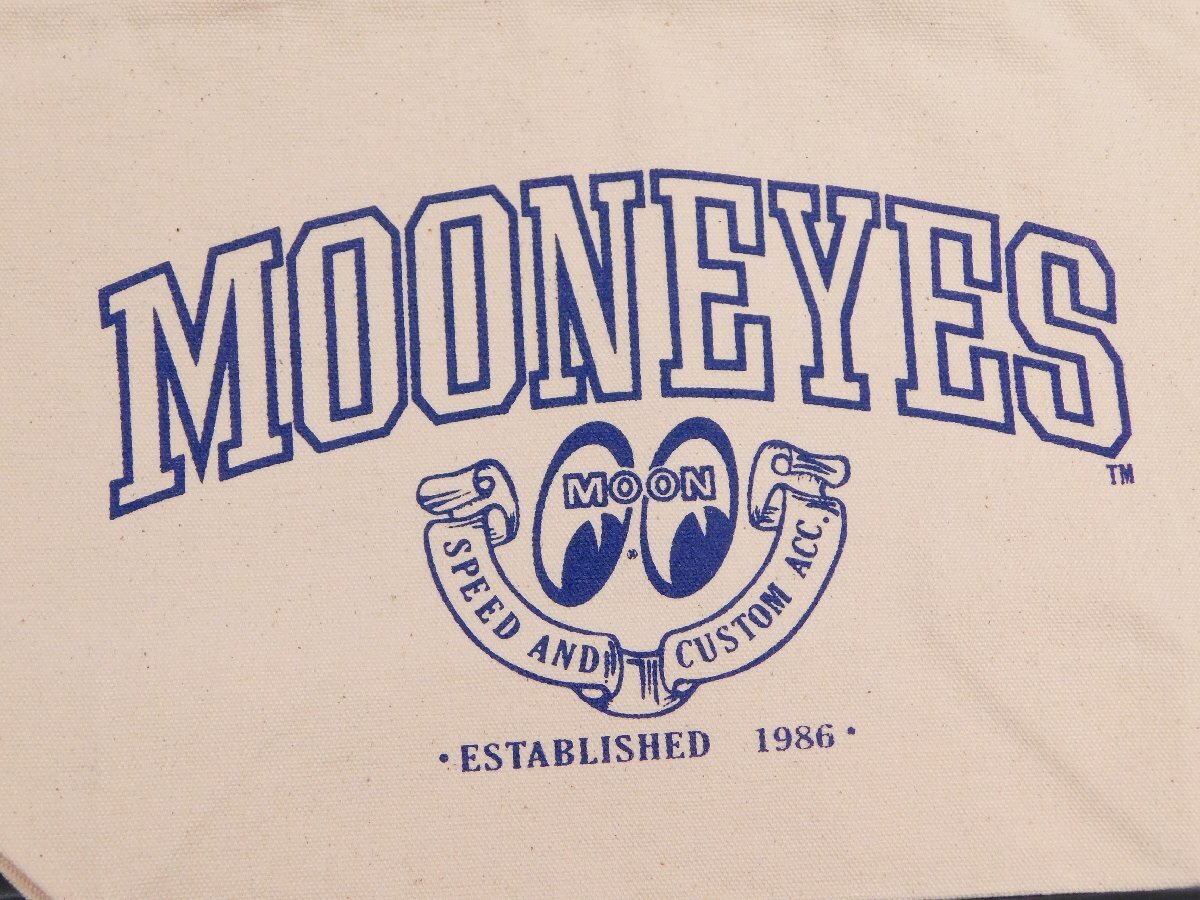 MOONEYES
TM
MOON
®
SPEED AND CUSTOM ACC.
• ESTABLISHED 1986 •